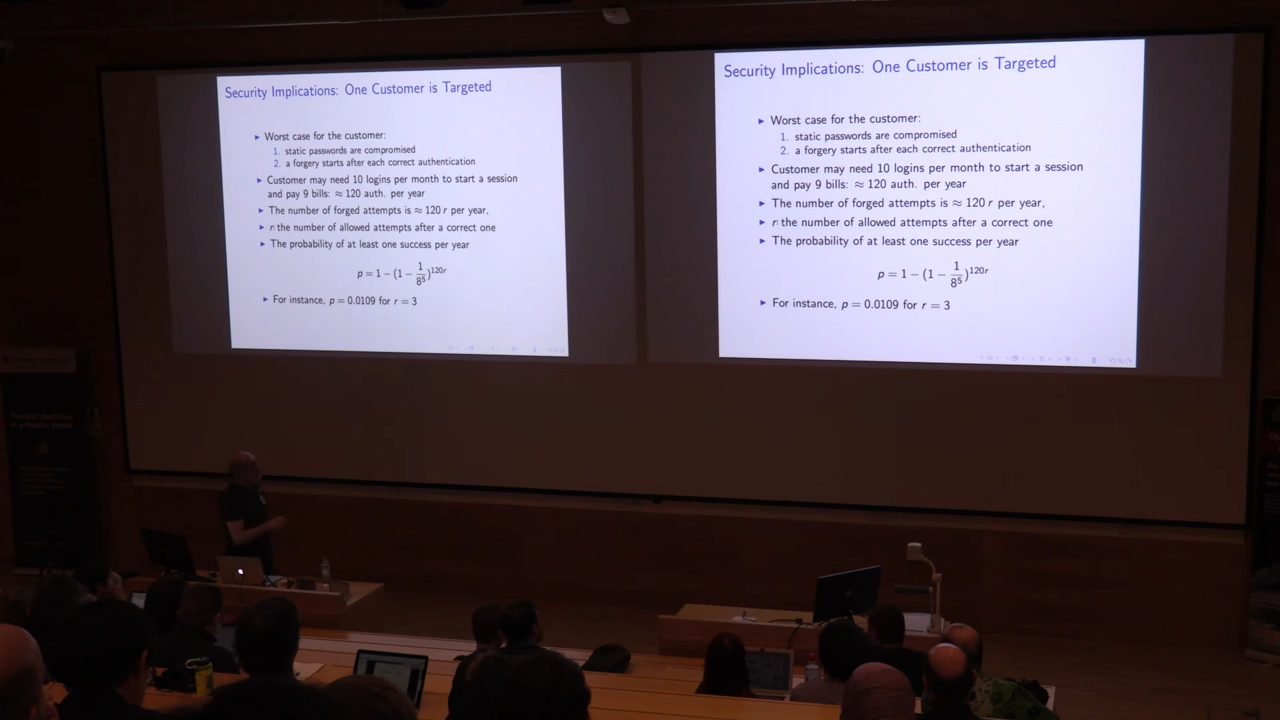 Security Implications: One Customer is Targeted
► Worst case for the customer:
1. static passwords are compromised
2. a forgery starts after each correct authentication
► Customer may need 10 logins per month to start a session
and pay 9 bills: ≈ 120 auth. per year
► The number of forged attempts is ≈ 120 r per year,
► r: the number of allowed attempts after a correct one
► The probability of at least one success per year
p = 1 − (1 − 1/8⁵)¹²⁰ʳ
► For instance, p = 0.0109 for r = 3
Security Implications: One Customer is Targeted
► Worst case for the customer:
1. static passwords are compromised
2. a forgery starts after each correct authentication
► Customer may need 10 logins per month to start a session
and pay 9 bills: ≈ 120 auth. per year
► The number of forged attempts is ≈ 120 r per year,
► r: the number of allowed attempts after a correct one
► The probability of at least one success per year
p = 1 − (1 − 1/8⁵)¹²⁰ʳ
► For instance, p = 0.0109 for r = 3